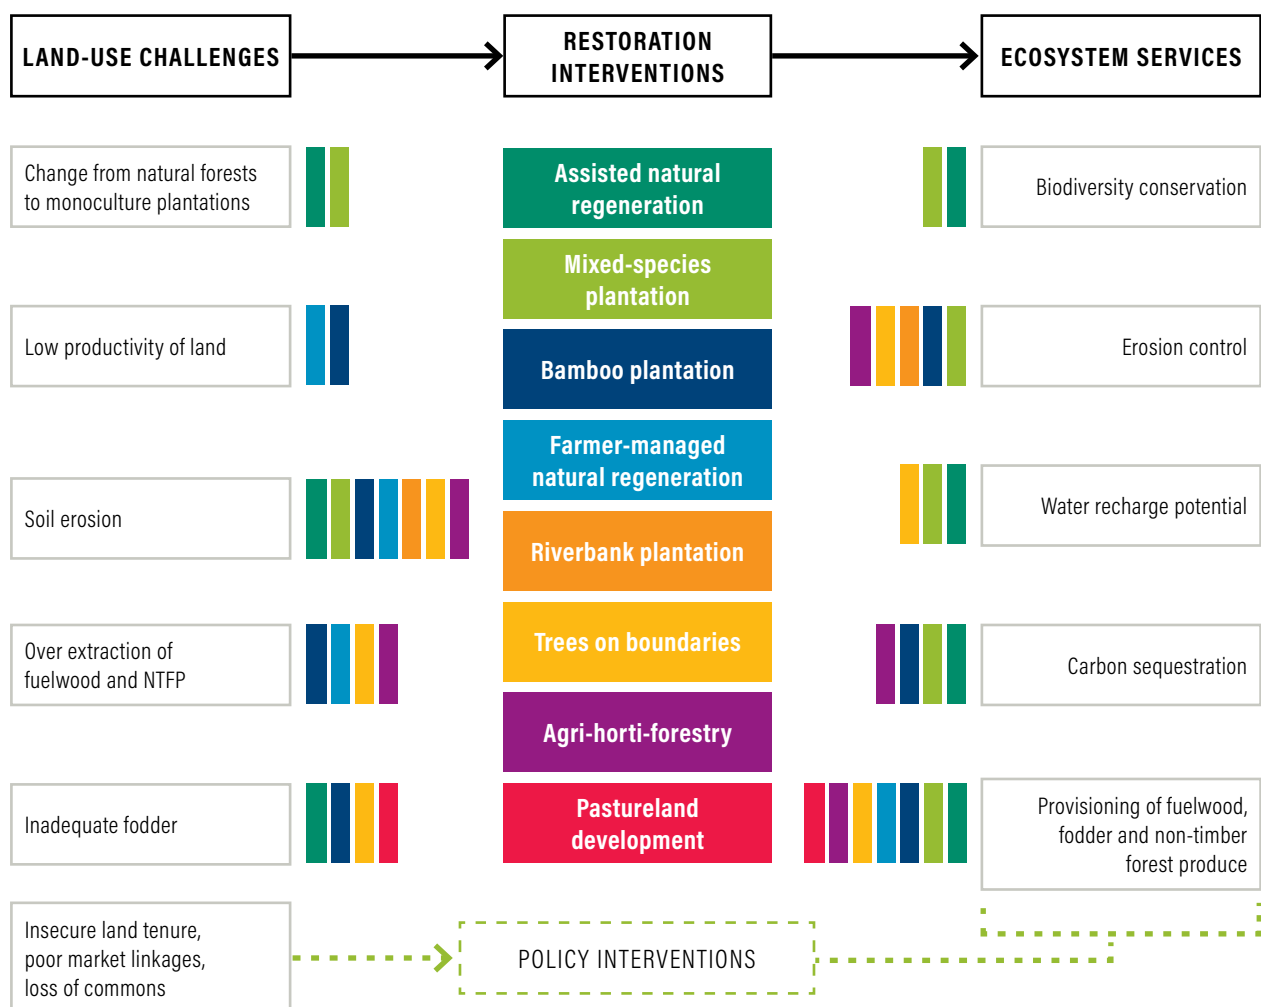 LAND-USE CHALLENGES
RESTORATION
INTERVENTIONS
ECOSYSTEM SERVICES
Change from natural forests
to monoculture plantations
Low productivity of land
Soil erosion
Over extraction of
fuelwood and NTFP
Inadequate fodder
Insecure land tenure,
poor market linkages,
loss of commons
Assisted natural
regeneration
Mixed-species
plantation
Bamboo plantation
Farmer-managed
natural regeneration
Riverbank plantation
Trees on boundaries
Agri-horti-forestry
Pastureland
development
POLICY INTERVENTIONS
Biodiversity conservation
Erosion control
Water recharge potential
Carbon sequestration
Provisioning of fuelwood,
fodder and non-timber
forest produce